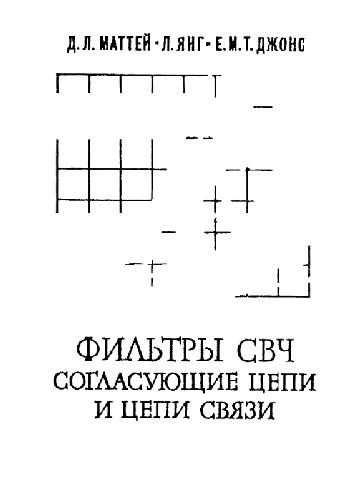 Д. Л. МАТТЕЙ · Л. ЯНГ · Е. М. Т. ДЖОНС
ФИЛЬТРЫ СВЧ
СОГЛАСУЮЩИЕ ЦЕПИ
И ЦЕПИ СВЯЗИ